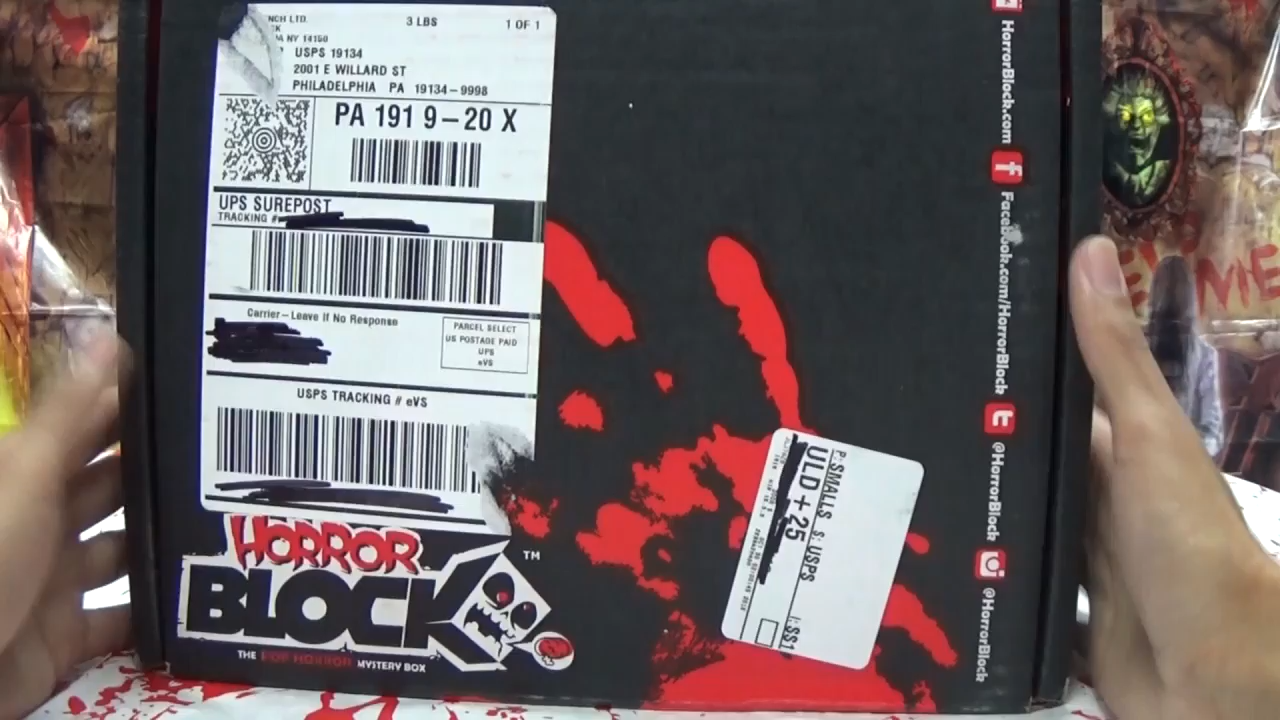 NCH LTD.
3 LBS
1 OF 1
NY 14150
USPS 19134
2001 E WILLARD ST
PHILADELPHIA PA 19134-9998
PA 191 9-20 X
UPS SUREPOST
TRACKING #
Carrier-Leave If No Response
PARCEL SELECT
US POSTAGE PAID
UPS
eVS
USPS TRACKING # eVS
HORROR
BLOCK
TM
THE POP HORROR MYSTERY BOX
P: SMALLS S: USPS I: SS1
ULD + 25
HorrorBlock.com
Facebook.com/HorrorBlock
@HorrorBlock
@HorrorBlock
ME